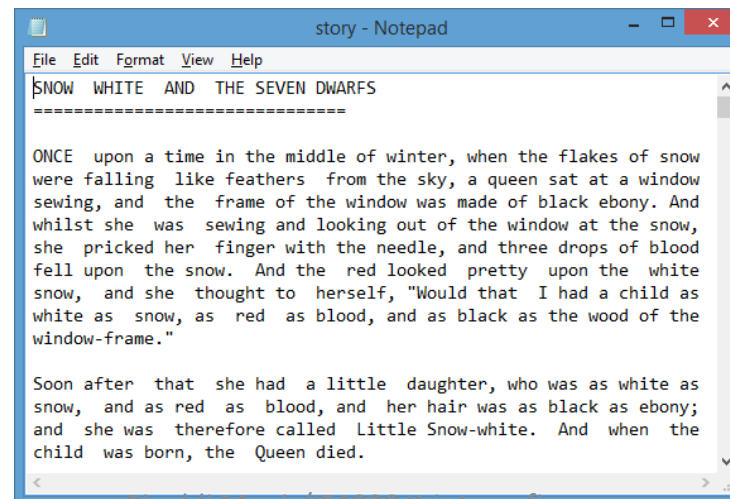 story - Notepad
File Edit Format View Help
SNOW  WHITE  AND  THE SEVEN DWARFS
===============================
ONCE  upon a time in the middle of winter, when the flakes of snow
were falling  like feathers  from the sky, a queen sat at a window
sewing, and  the  frame of the window was made of black ebony. And
whilst she  was  sewing and looking out of the window at the snow,
she  pricked her  finger with the needle, and three drops of blood
fell upon  the snow.  And the  red looked  pretty  upon the  white
snow,  and she  thought to  herself, "Would that  I had a child as
white as  snow, as  red  as blood, and as black as the wood of the
window-frame."
Soon after  that  she had  a little  daughter, who was as white as
snow,  and as red  as  blood, and  her hair was as black as ebony;
and  she was  therefore called  Little Snow-white.  And  when  the
child  was born, the  Queen died.